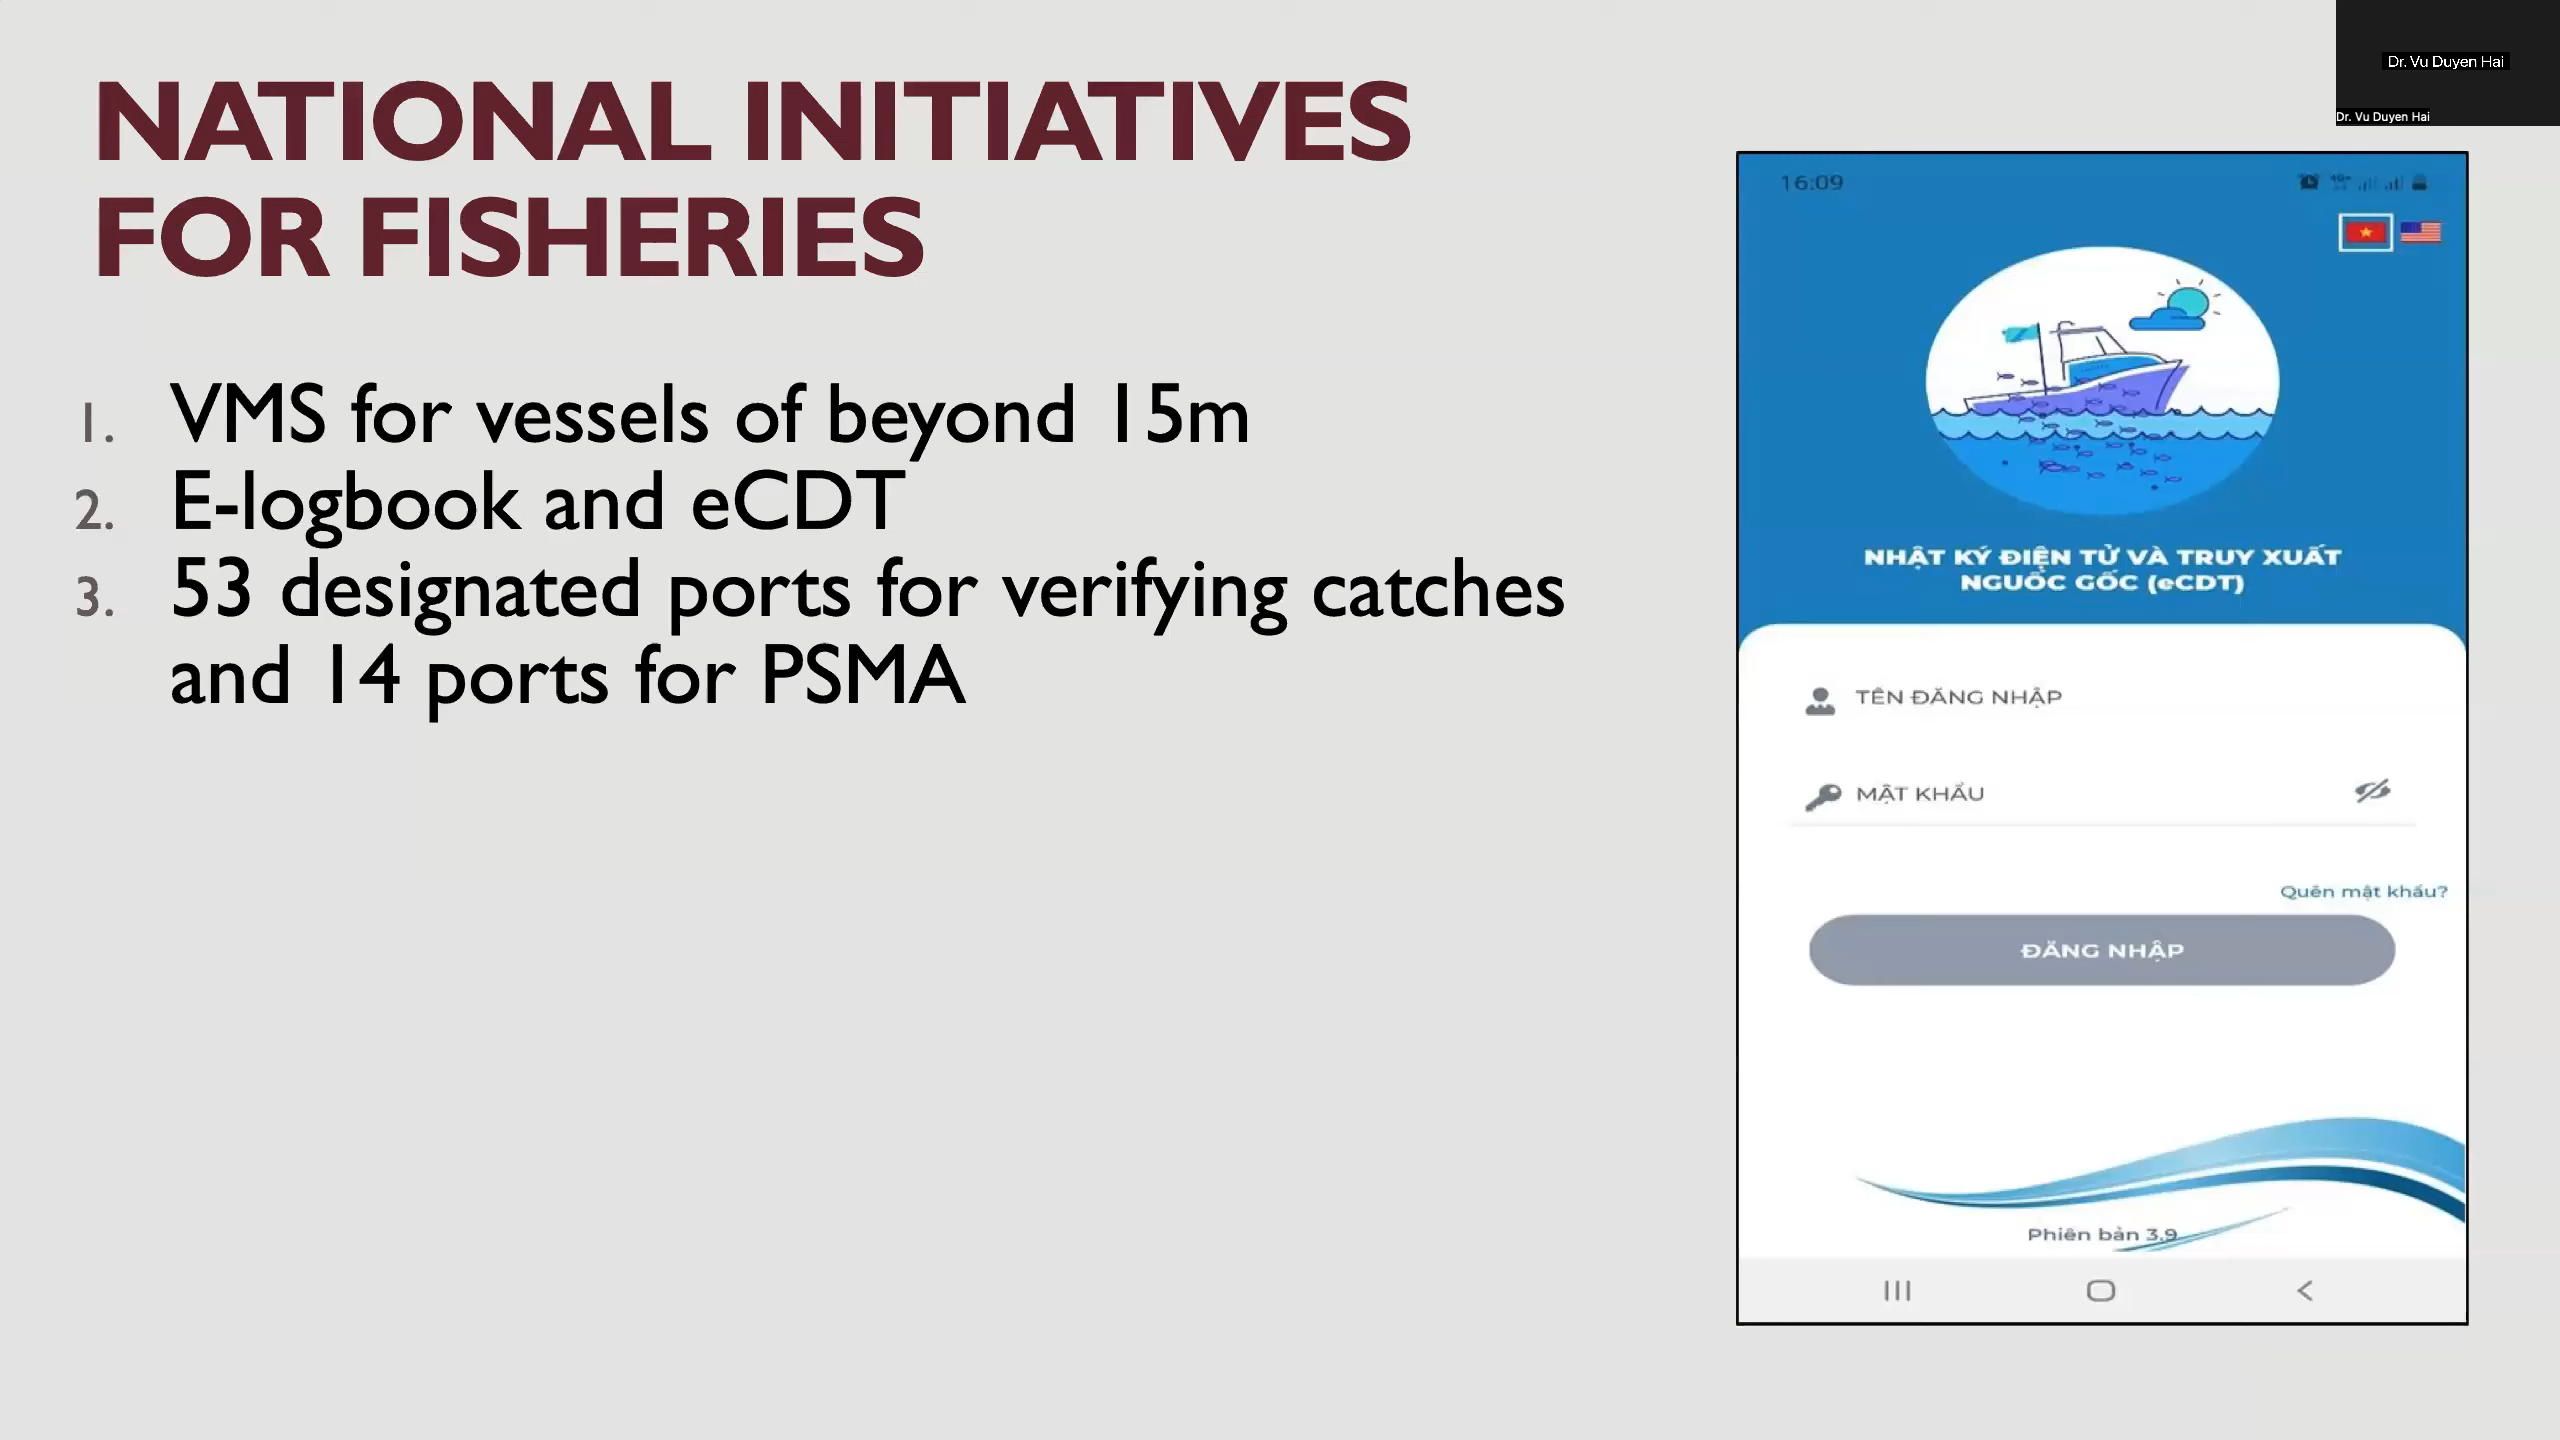 NATIONAL INITIATIVES
FOR FISHERIES
1. VMS for vessels of beyond 15m
2. E-logbook and eCDT
3. 53 designated ports for verifying catches
and 14 ports for PSMA
Dr. Vu Duyen Hai
Dr. Vu Duyen Hai
16:09
NHẬT KÝ ĐIỆN TỬ VÀ TRUY XUẤT
NGUỒC GỐC (eCDT)
TÊN ĐĂNG NHẬP
MẬT KHẨU
Quên mật khẩu?
ĐĂNG NHẬP
Phiên bản 3.9